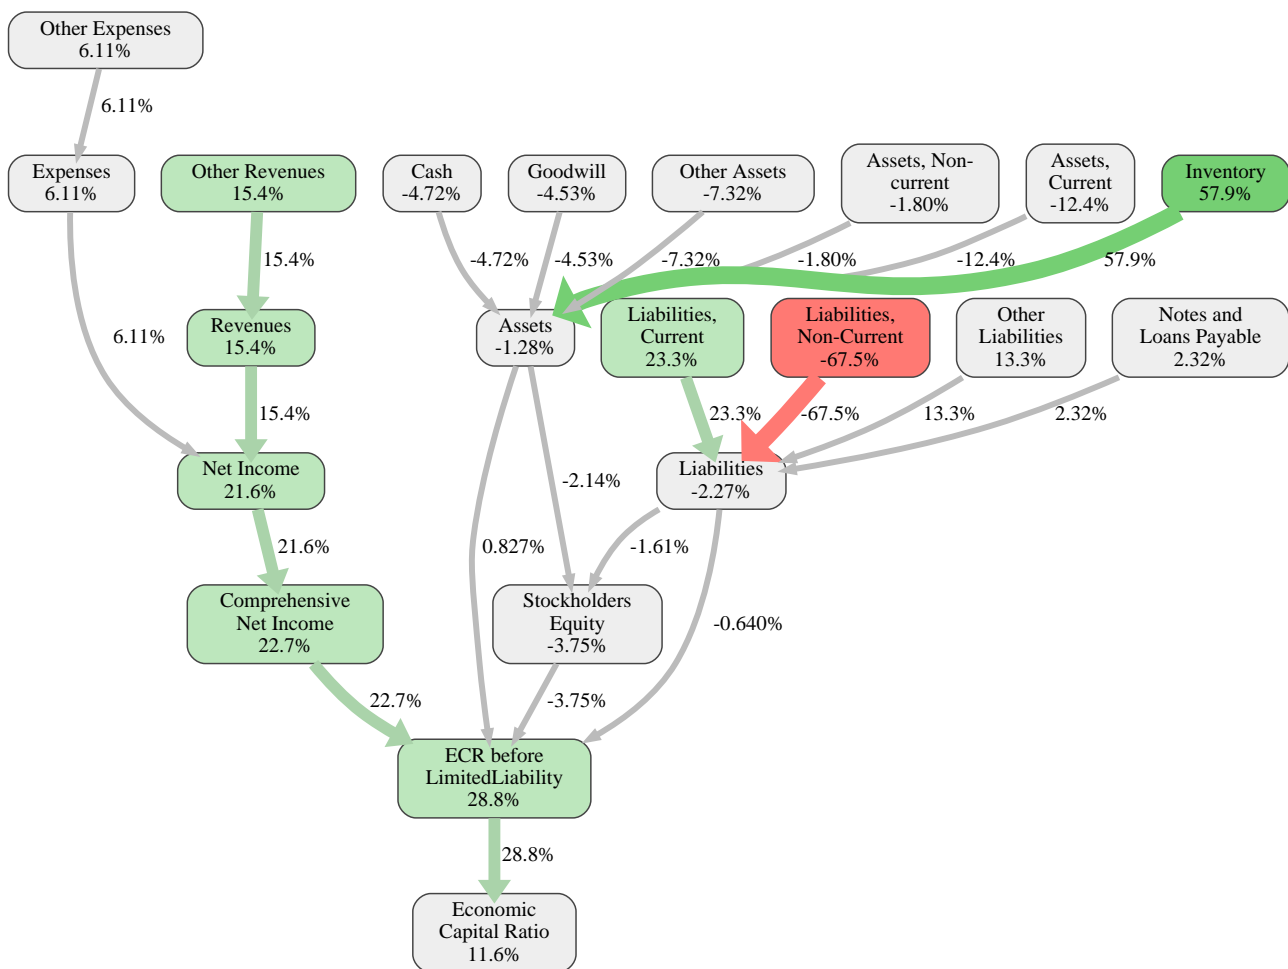 Other Expenses
6.11%
6.11%
Expenses
6.11%
Other Revenues
15.4%
Cash
-4.72%
Goodwill
-4.53%
Other Assets
-7.32%
Assets, Non-
current
-1.80%
Assets,
Current
-12.4%
Inventory
57.9%
15.4%
-4.72%
-4.53%
-7.32%
-1.80%
-12.4%
57.9%
6.11%
Revenues
15.4%
Assets
-1.28%
Liabilities,
Current
23.3%
Liabilities,
Non-Current
-67.5%
Other
Liabilities
13.3%
Notes and
Loans Payable
2.32%
15.4%
23.3%
-67.5%
13.3%
2.32%
Net Income
21.6%
-2.14%
Liabilities
-2.27%
21.6%
0.827%
-1.61%
Comprehensive
Net Income
22.7%
Stockholders
Equity
-3.75%
-0.640%
22.7%
-3.75%
ECR before
LimitedLiability
28.8%
28.8%
Economic
Capital Ratio
11.6%